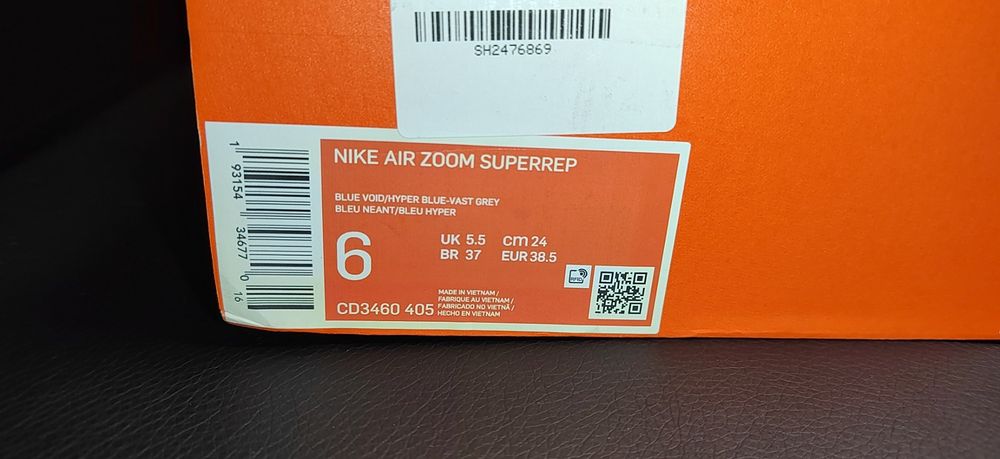 SH2476869
1 93154 34677 0 16
NIKE AIR ZOOM SUPERREP
BLUE VOID/HYPER BLUE-VAST GREY
BLEU NEANT/BLEU HYPER
6
UK 5.5 cm 24
BR 37 EUR 38.5
CD3460 405
MADE IN VIETNAM /
FABRIQUE AU VIETNAM /
FABRICADO NO VIETNÃ /
HECHO EN VIETNAM
RFID